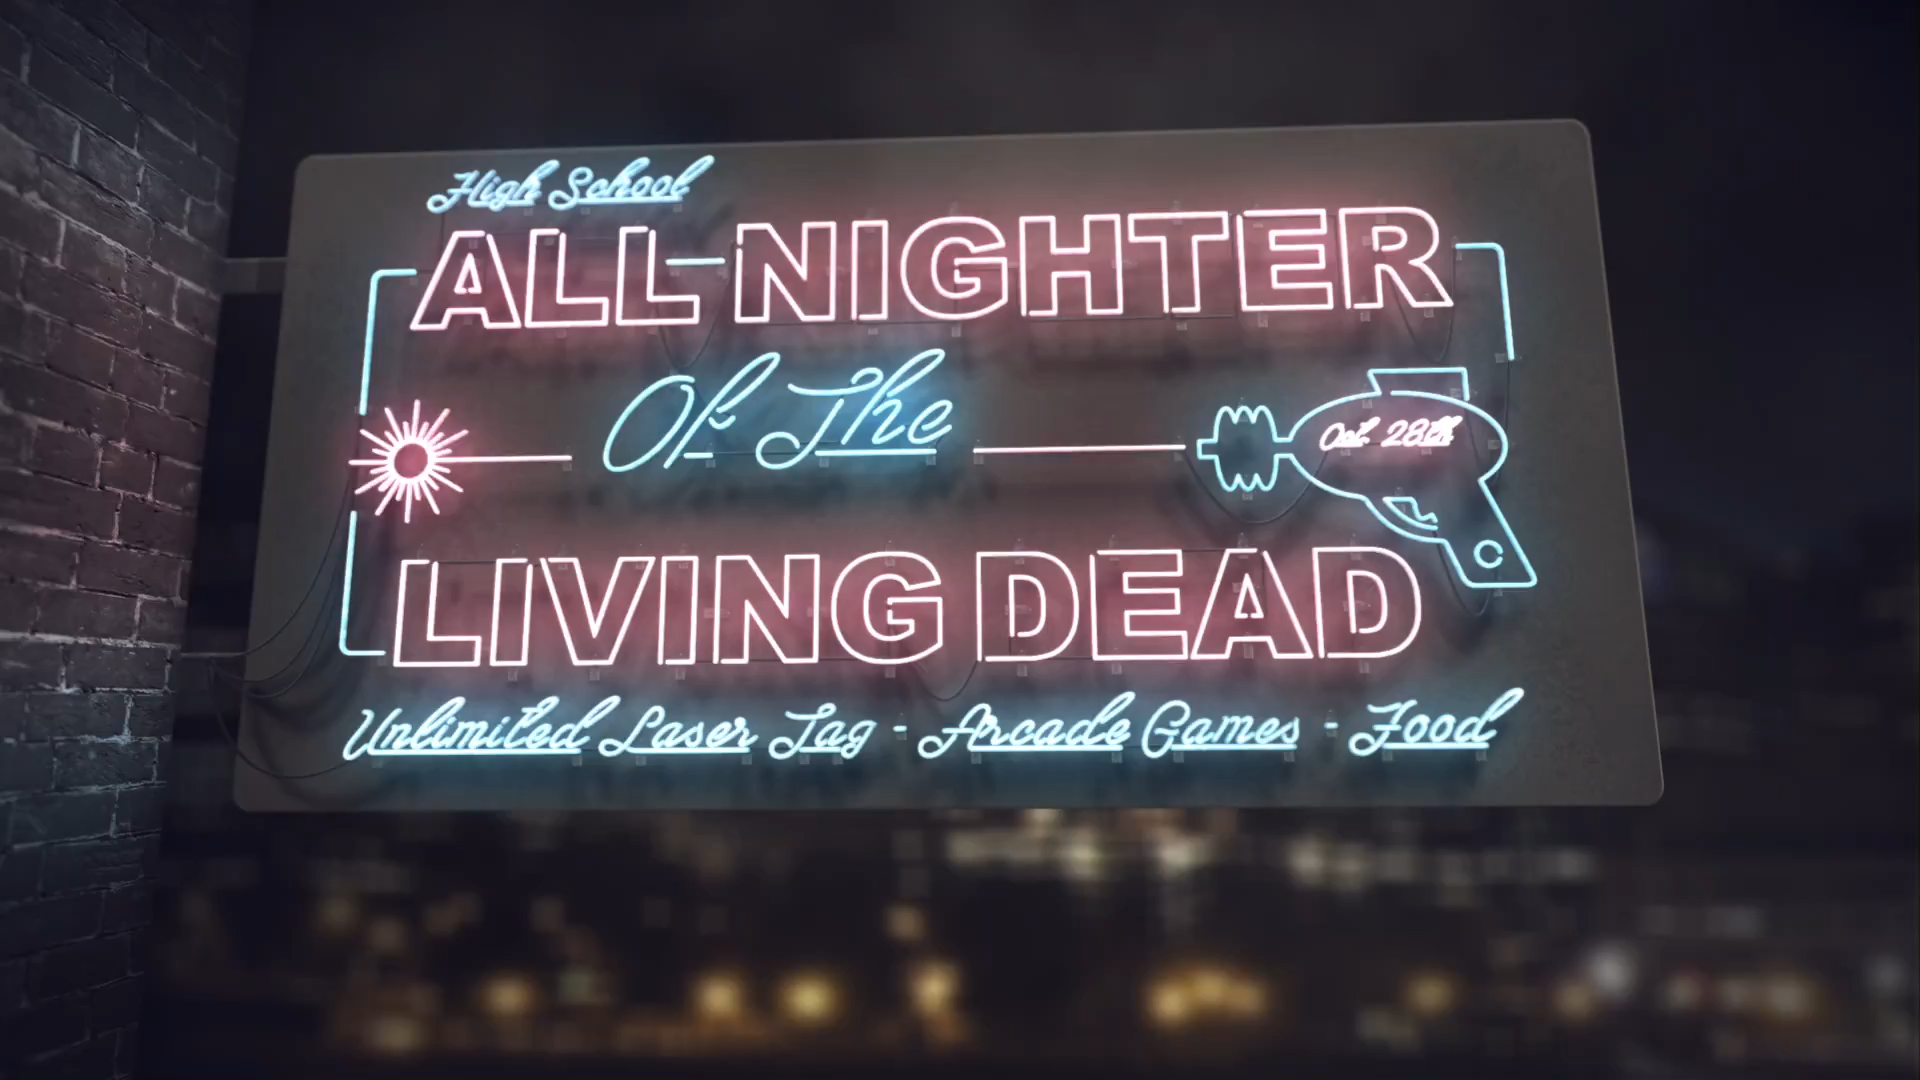 High School
ALL NIGHTER
Of The
Oct. 28th
LIVING DEAD
Unlimited Laser Tag - Arcade Games - Food